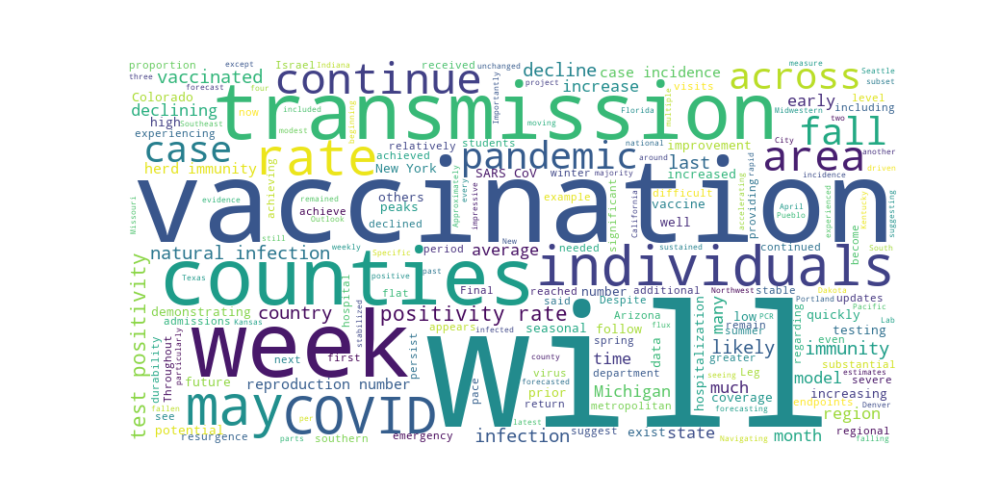 proportion except Israel Indiana received unchanged decline case incidence measure Seattle
three vaccinated forecast four continue increase visits across subset
Colorado now included beginning transmission Importantly project Florida multiple early level including
declining high Southeast modest moving national Midwestern fall two another
experiencing relatively students improvement City driven
case rate achieved pandemic around last area incidence
herd immunity New York SARS CoV winter majority increased rapid
Missouri evidence achieving others Approximately every impressive example vaccination difficult California vaccine providing accelerating April experienced Kentucky suggesting
remained achieve peaks significant well Pueblo
Outlook declined
still weekly period New average needed sustained continued become South
natural infection Specific counties individuals
Texas positive past reached number additional Northwest stable Dakota
test positivity demonstrating flat Final said Despite Portland updates Pacific
admissions Kansas hospital country positivity rate Arizona many low PCR quickly Lab
durability Throughout particularly week stabilized appears infected seasonal follow hospitalization remain summer regarding testing even
next first persist county spring time data flux likely greater immunity substantial
future reproduction number pace virus forecasted department seeing much Leg model estimates severe
see fallen may COVID will prior Michigan coverage endpoints increasing Denver
potential per return metropolitan forecasting region
resurgence parts southern emergency latest infection suggest exist state Navigating month regional falling